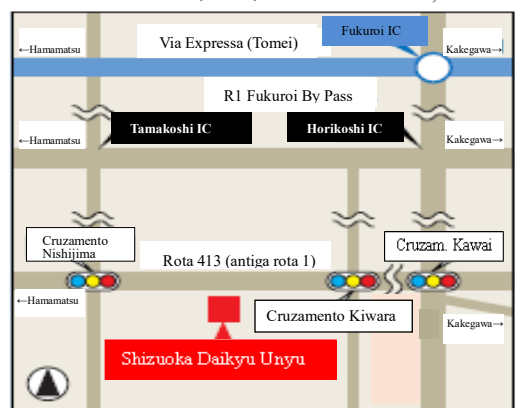 Fukuroi IC
←Hamamatsu
Via Expressa (Tomei)
Kakegawa→
R1 Fukuroi By Pass
Tamakoshi IC
Horikoshi IC
←Hamamatsu
Kakegawa→
Cruzamento
Nishijima
Cruzam. Kawai
Rota 413 (antiga rota 1)
←Hamamatsu
Cruzamento Kiwara
Kakegawa→
Shizuoka Daikyu Unyu